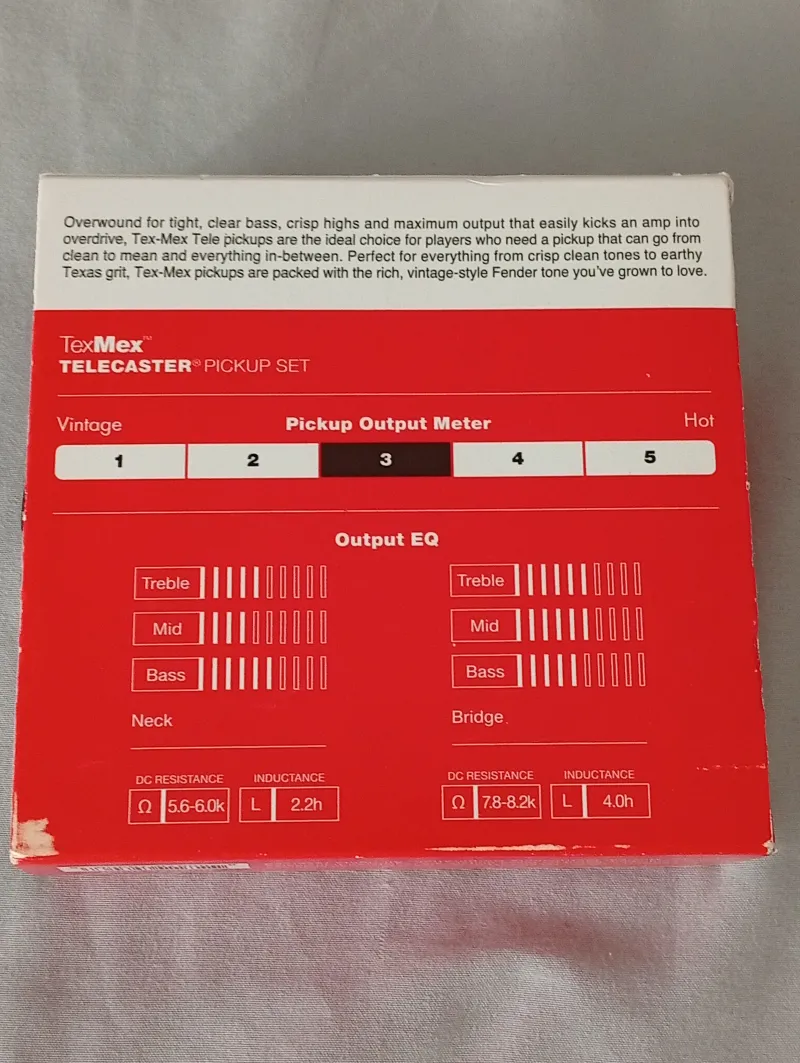 Overwound for tight, clear bass, crisp highs and maximum output that easily kicks an amp into
overdrive, Tex-Mex Tele pickups are the ideal choice for players who need a pickup that can go from
clean to mean and everything in-between. Perfect for everything from crisp clean tones to earthy
Texas grit, Tex-Mex pickups are packed with the rich, vintage-style Fender tone you've grown to love.
TexMex™
TELECASTER® PICKUP SET
Vintage Pickup Output Meter Hot
1 2 3 4 5
Output EQ
Treble Treble
Mid Mid
Bass Bass
Neck Bridge
DC RESISTANCE INDUCTANCE DC RESISTANCE INDUCTANCE
Ω 5.6-6.0k L 2.2h Ω 7.8-8.2k L 4.0h